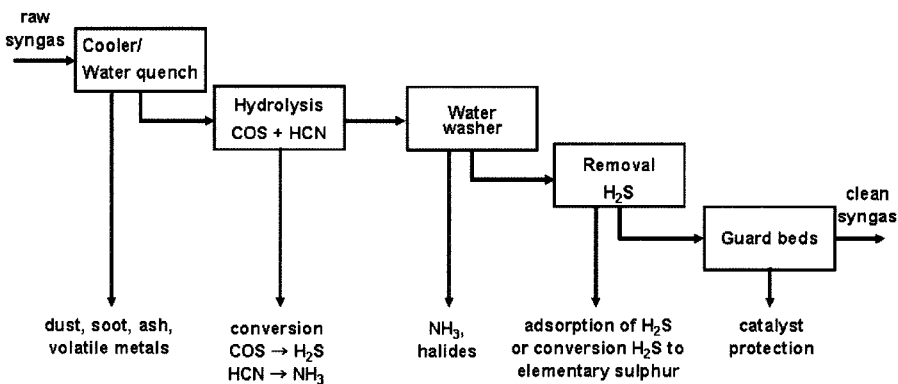 raw
syngas
Cooler/
Water quench
Hydrolysis
COS + HCN
Water
washer
Removal
H₂S
Guard beds
clean
syngas
dust, soot, ash,
volatile metals
conversion
COS → H₂S
HCN → NH₃
NH₃,
halides
adsorption of H₂S
or conversion H₂S to
elementary sulphur
catalyst
protection